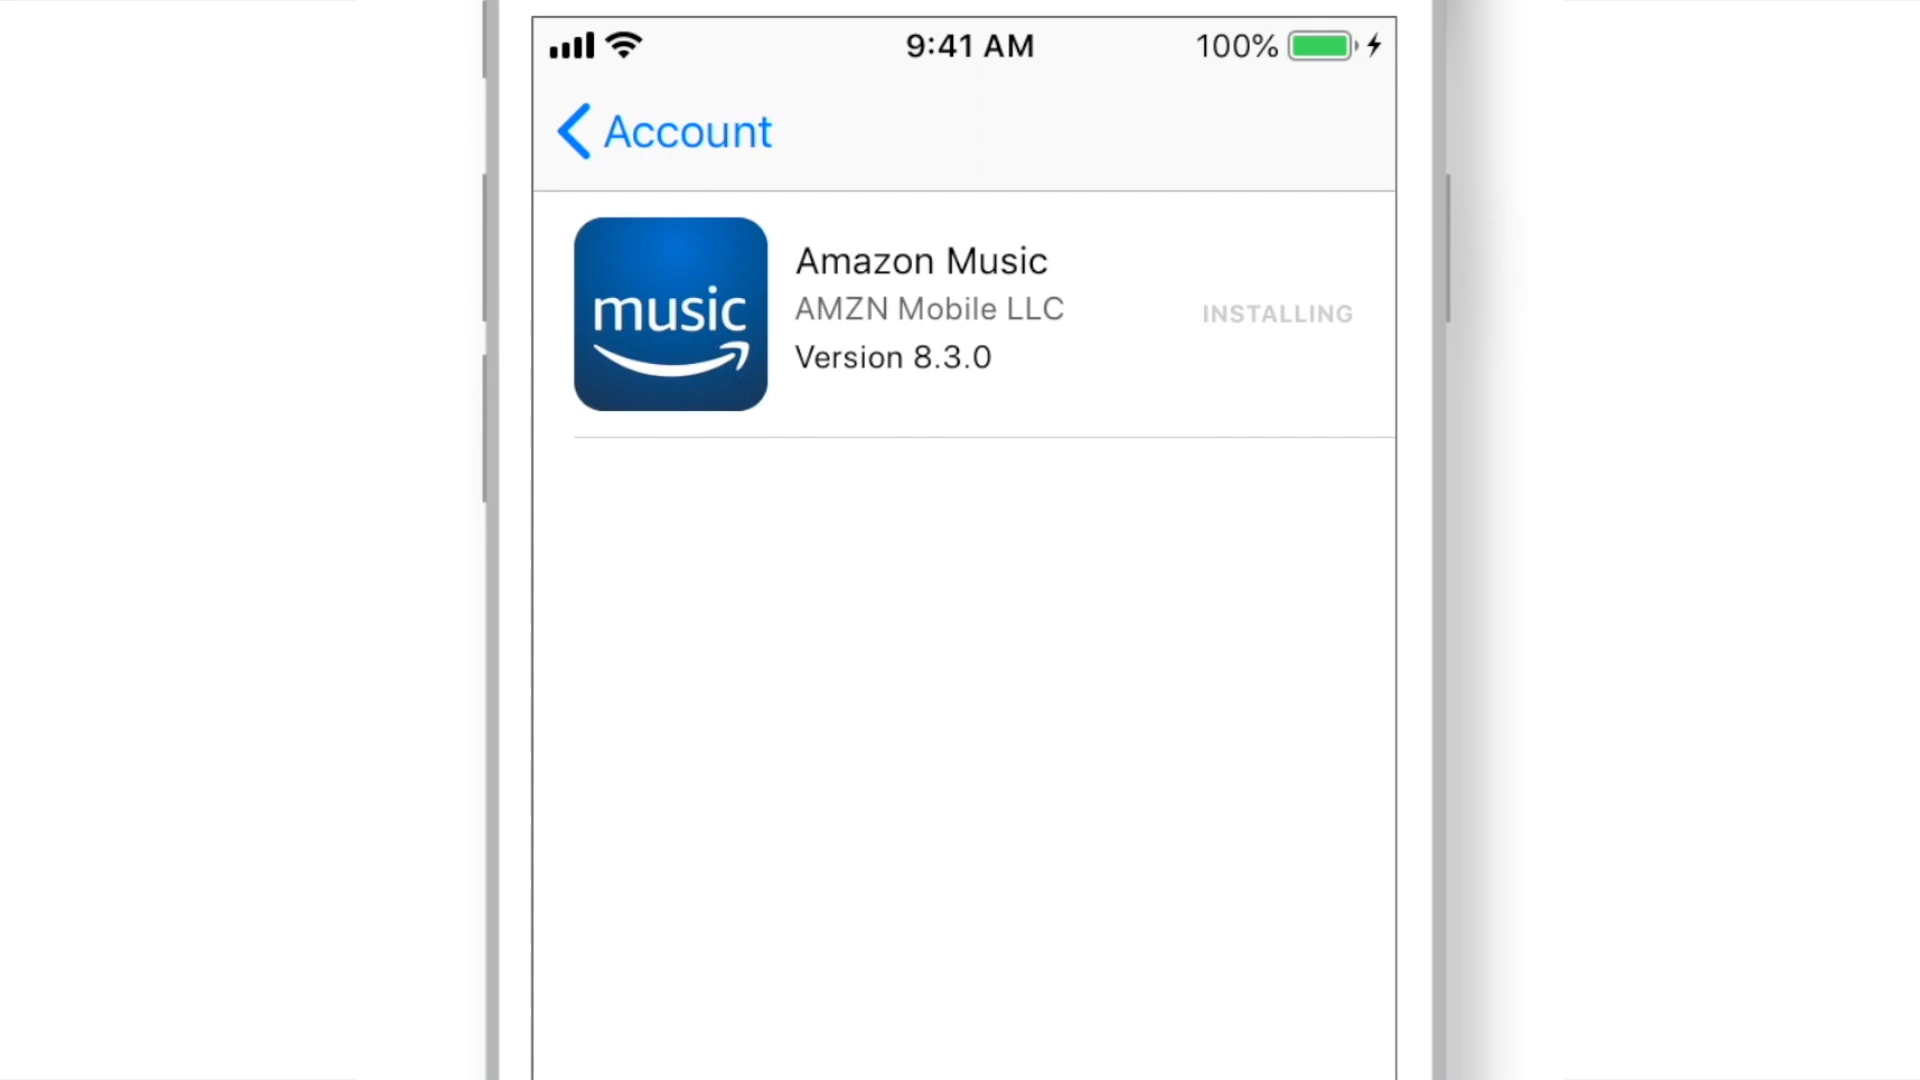 9:41 AM 100%
Account
music
Amazon Music
AMZN Mobile LLC
INSTALLING
Version 8.3.0